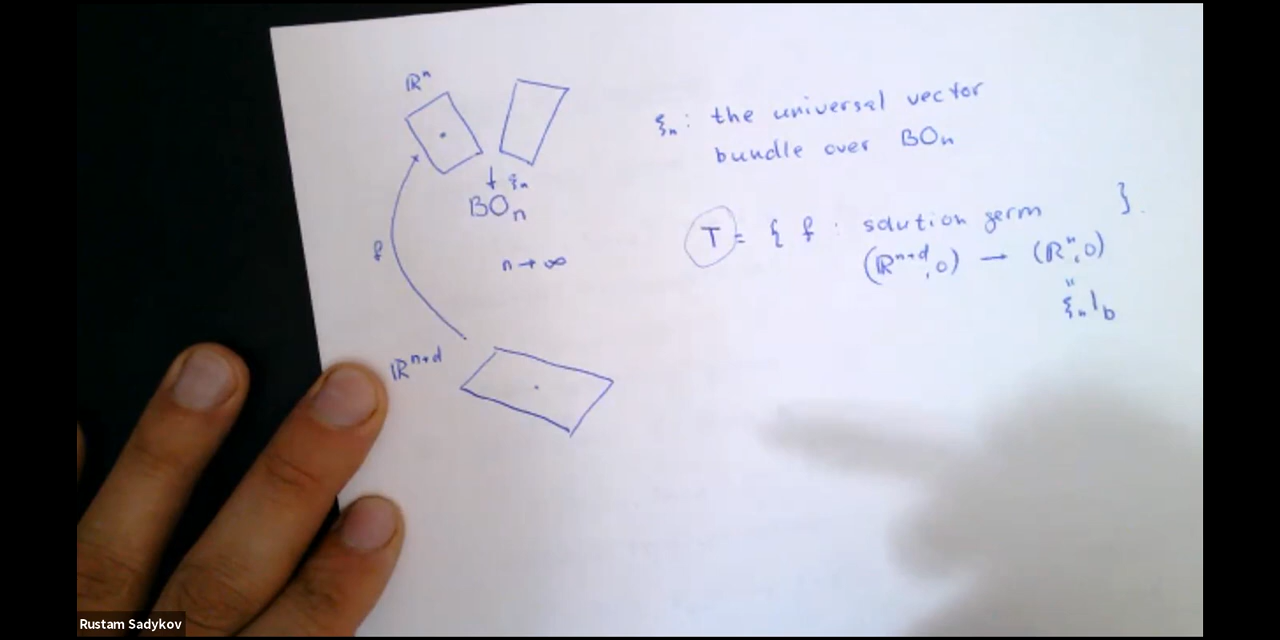 ℝⁿ
ξₙ : the universal vector
bundle over BOₙ
↓ ξₙ
BOₙ
T = { f : solution germ }.
(ℝⁿ⁺ᵈ, 0) → (ℝⁿ, 0)
f
n → ∞
"
ξₙ|_b
ℝⁿ⁺ᵈ
Rustam Sadykov